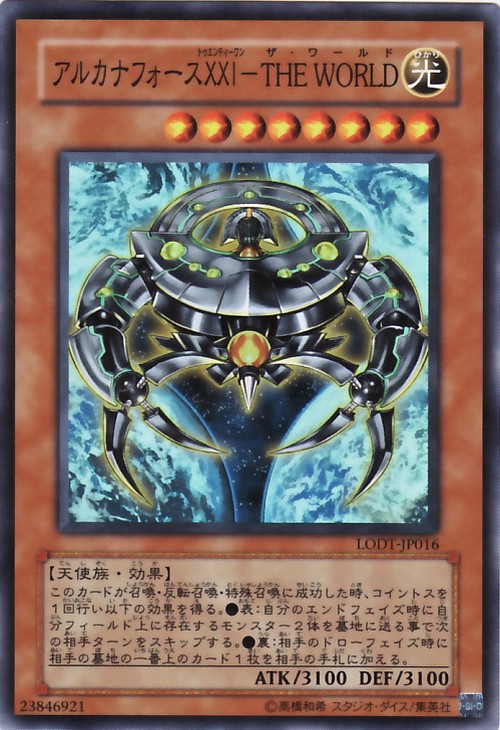 トゥエンティーワン ザ・ワールド
アルカナフォースXXI－THE WORLD
ひかり
光
LODT-JP016
【天使族・効果】
このカードが召喚・反転召喚・特殊召喚に成功した時、コイントスを
1回行い以下の効果を得る。●表：自分のエンドフェイズ時に自
分フィールド上に存在するモンスター2体を墓地に送る事で次
の相手ターンをスキップする。●裏：相手のドローフェイズ時に
相手の墓地の一番上のカード1枚を相手の手札に加える。
ATK/3100 DEF/3100
23846921
©高橋和希 スタジオ・ダイス/集英社